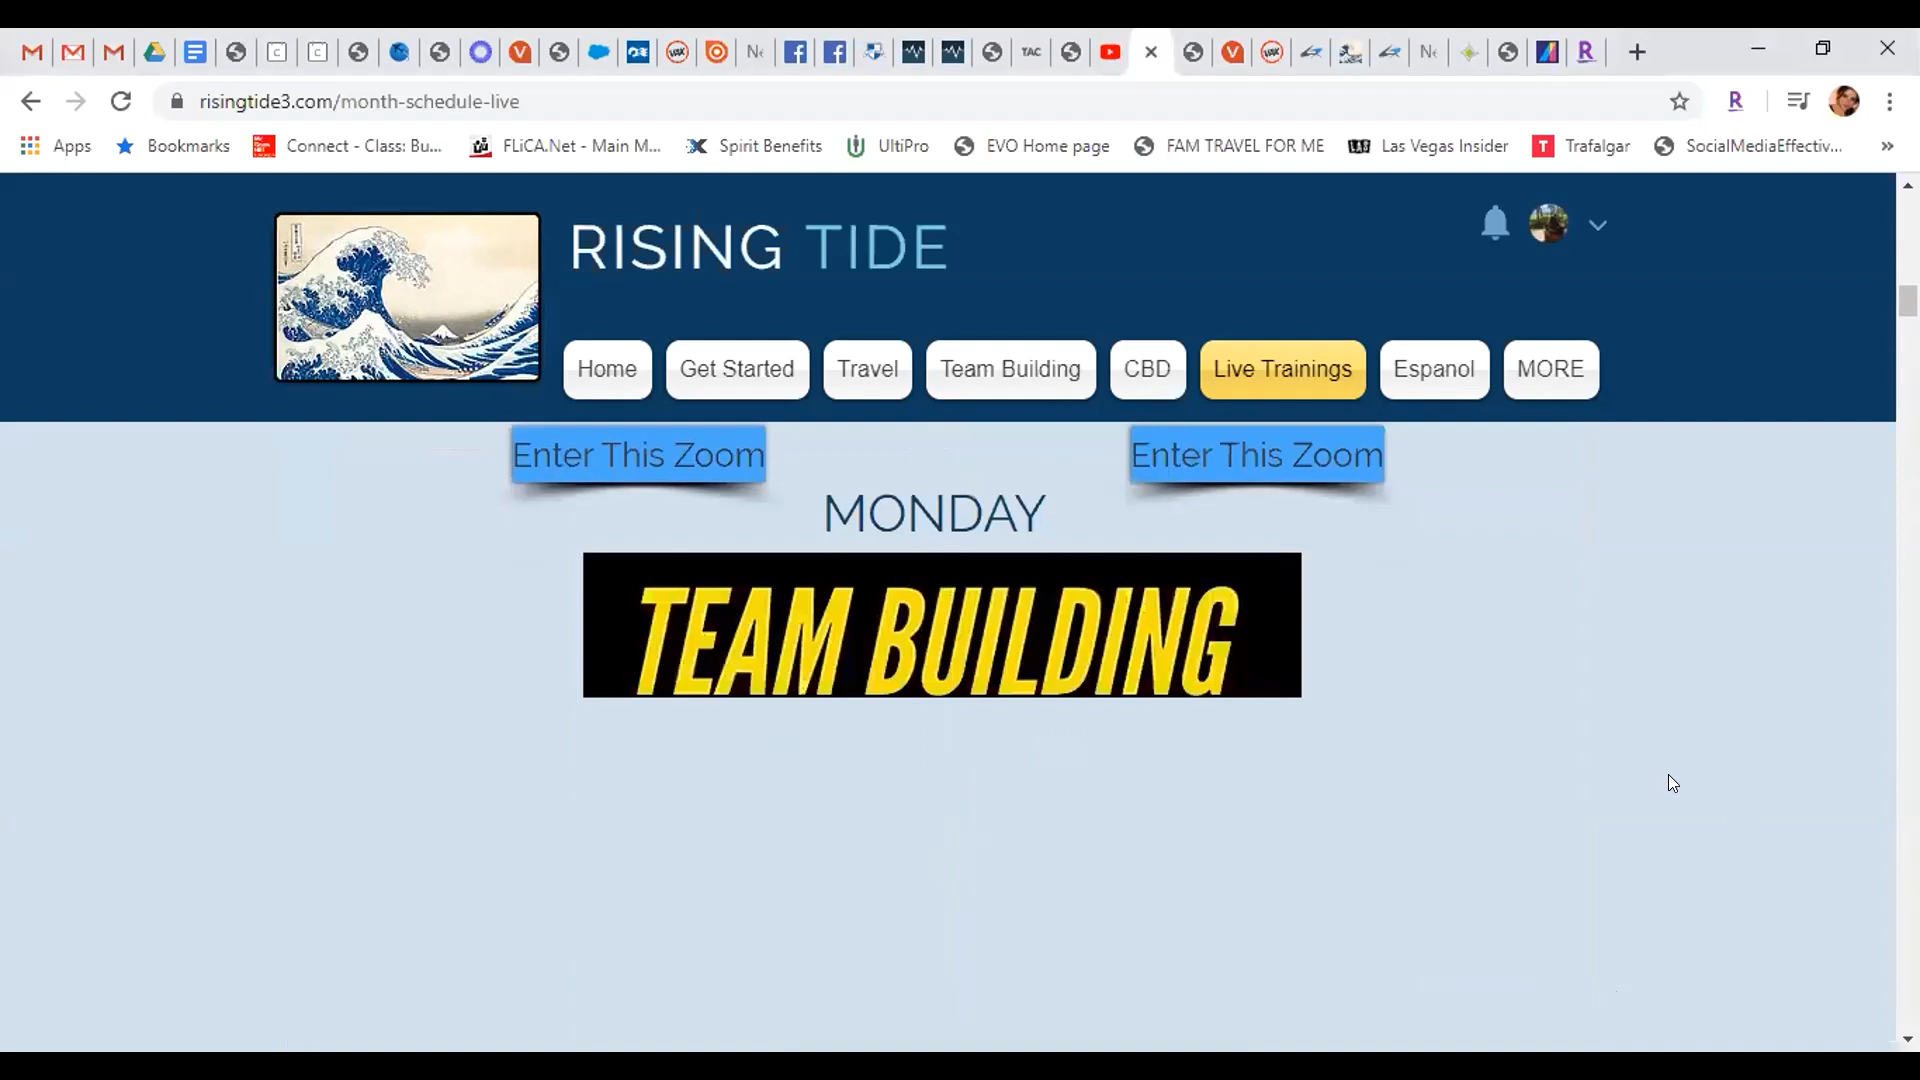 TAC
risingtide3.com/month-schedule-live
Apps
Bookmarks
Connect - Class: Bu...
FLiCA.Net - Main M...
Spirit Benefits
UltiPro
EVO Home page
FAM TRAVEL FOR ME
Las Vegas Insider
Trafalgar
SocialMediaEffectiv...
»
RISING TIDE
Home
Get Started
Travel
Team Building
CBD
Live Trainings
Espanol
MORE
Enter This Zoom
Enter This Zoom
MONDAY
TEAM BUILDING